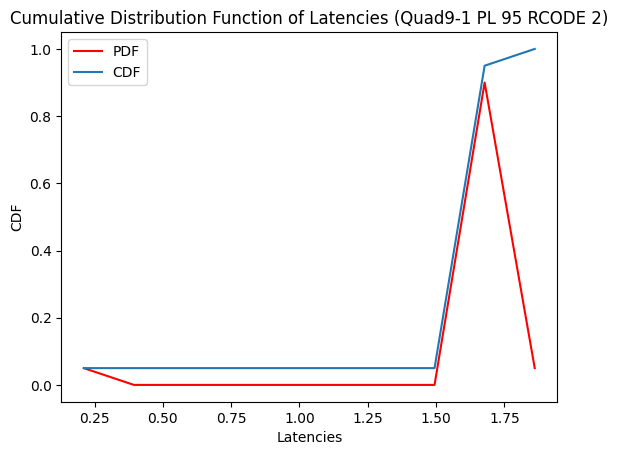 Cumulative Distribution Function of Latencies (Quad9-1 PL 95 RCODE 2)
PDF
CDF
1.0
0.8
0.6
0.4
0.2
0.0
CDF
0.25 0.50 0.75 1.00 1.25 1.50 1.75
Latencies